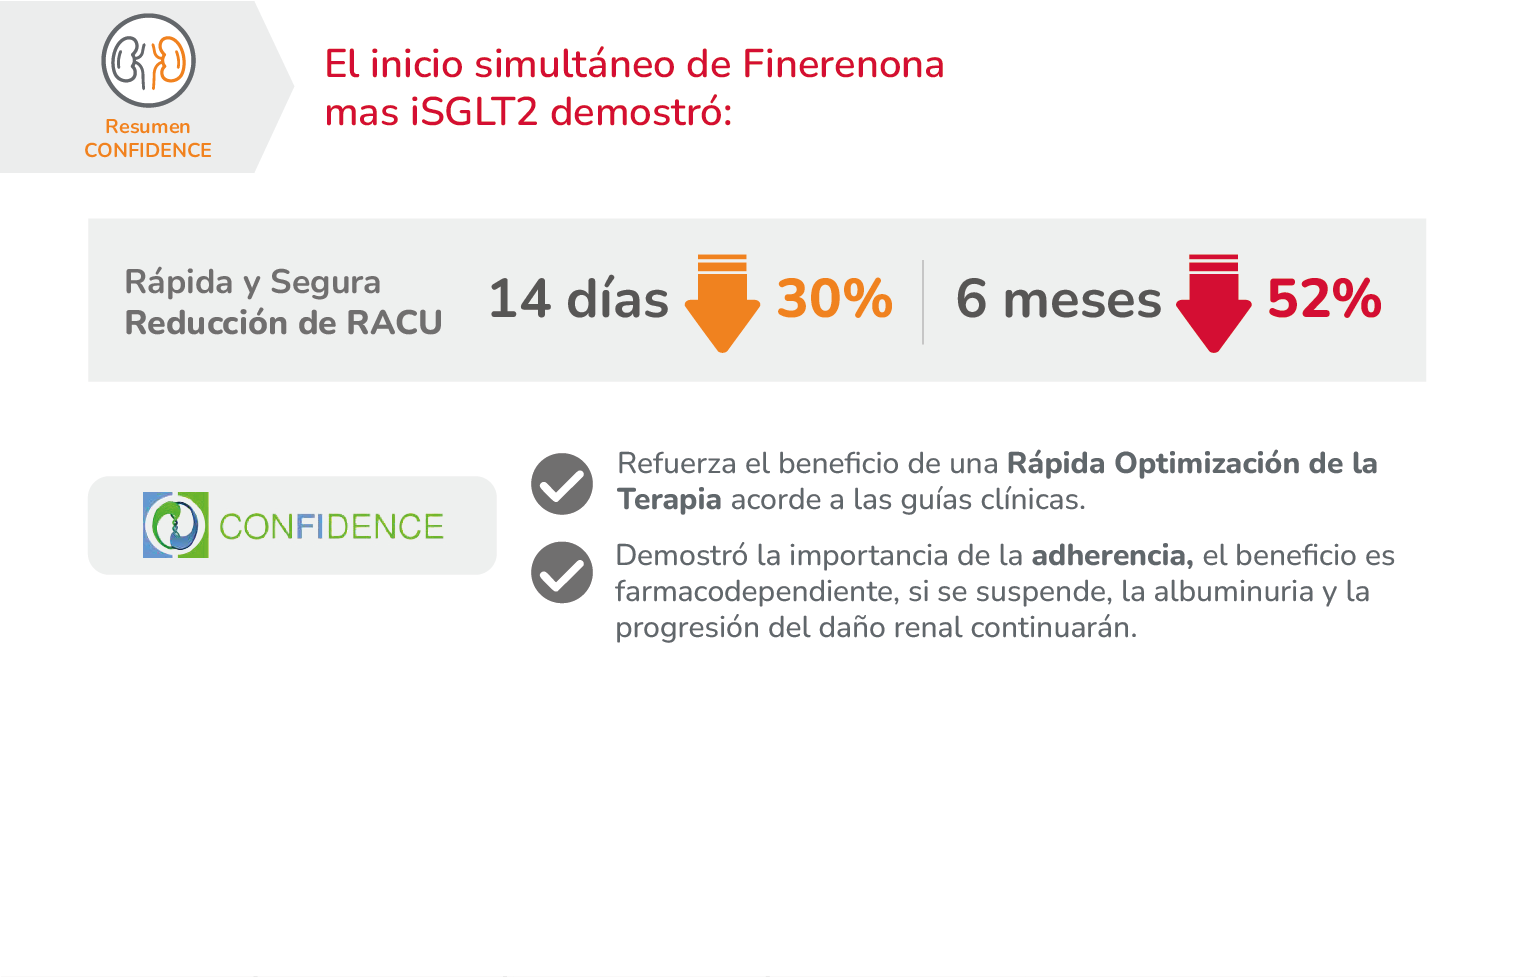 Resumen
CONFIDENCE
El inicio simultáneo de Finerenona
mas iSGLT2 demostró:
Rápida y Segura
Reducción de RACU
14 días 30%
6 meses 52%
CONFIDENCE
Refuerza el beneficio de una Rápida Optimización de la
Terapia acorde a las guías clínicas.
Demostró la importancia de la adherencia, el beneficio es
farmacodependiente, si se suspende, la albuminuria y la
progresión del daño renal continuarán.